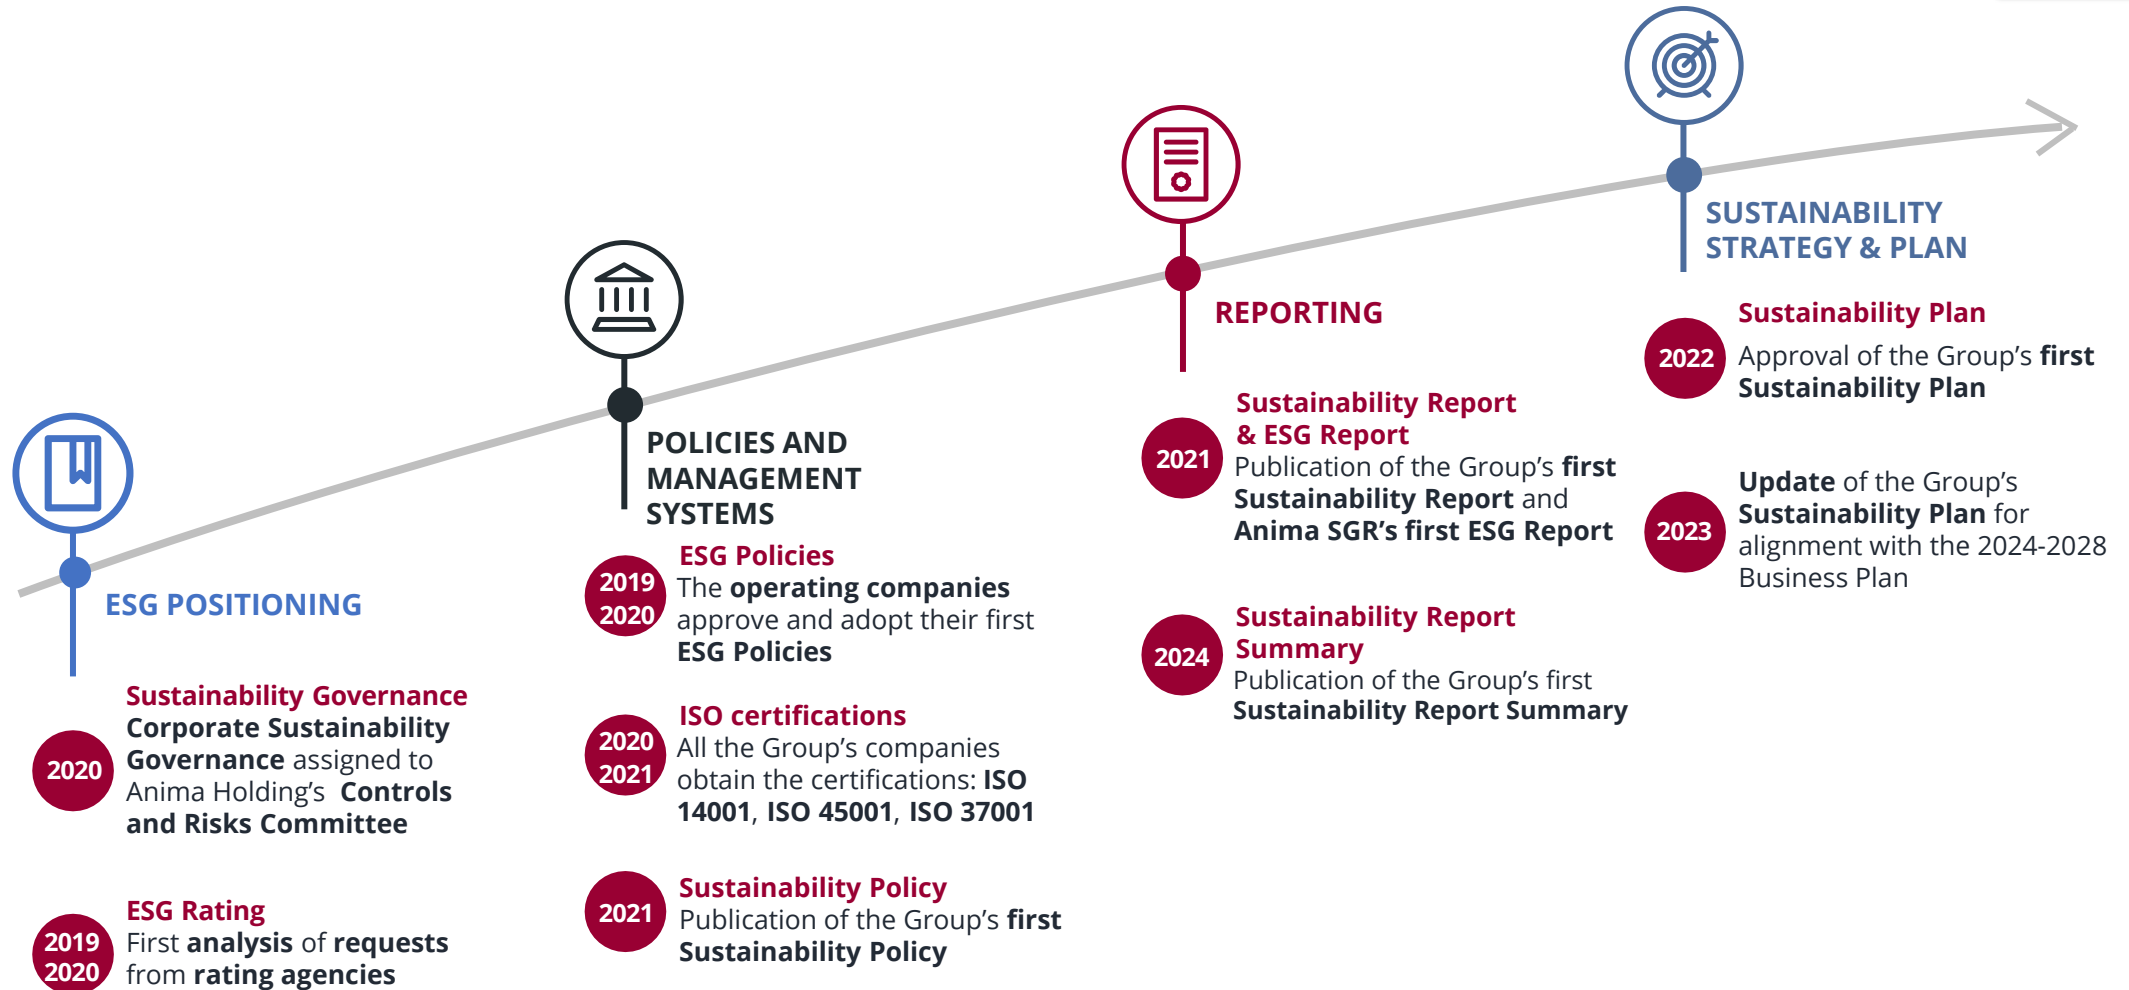 ESG POSITIONING
2020
Sustainability Governance
Corporate Sustainability
Governance assigned to
Anima Holding's Controls
and Risks Committee
2019
2020
ESG Rating
First analysis of requests
from rating agencies
POLICIES AND
MANAGEMENT
SYSTEMS
2019
2020
ESG Policies
The operating companies
approve and adopt their first
ESG Policies
2020
2021
ISO certifications
All the Group's companies
obtain the certifications: ISO
14001, ISO 45001, ISO 37001
2021
Sustainability Policy
Publication of the Group's first
Sustainability Policy
REPORTING
2021
Sustainability Report
& ESG Report
Publication of the Group's first
Sustainability Report and
Anima SGR's first ESG Report
2024
Sustainability Report
Summary
Publication of the Group's first
Sustainability Report Summary
SUSTAINABILITY
STRATEGY & PLAN
2022
Sustainability Plan
Approval of the Group's first
Sustainability Plan
2023
Update of the Group's
Sustainability Plan for
alignment with the 2024-2028
Business Plan